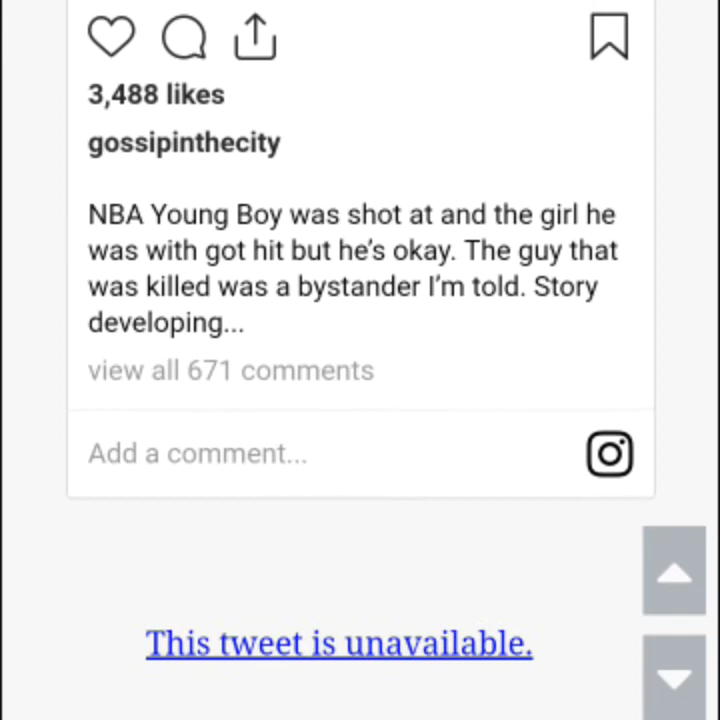 3,488 likes
gossipinthecity
NBA Young Boy was shot at and the girl he
was with got hit but he’s okay. The guy that
was killed was a bystander I’m told. Story
developing...
view all 671 comments
Add a comment...
This tweet is unavailable.